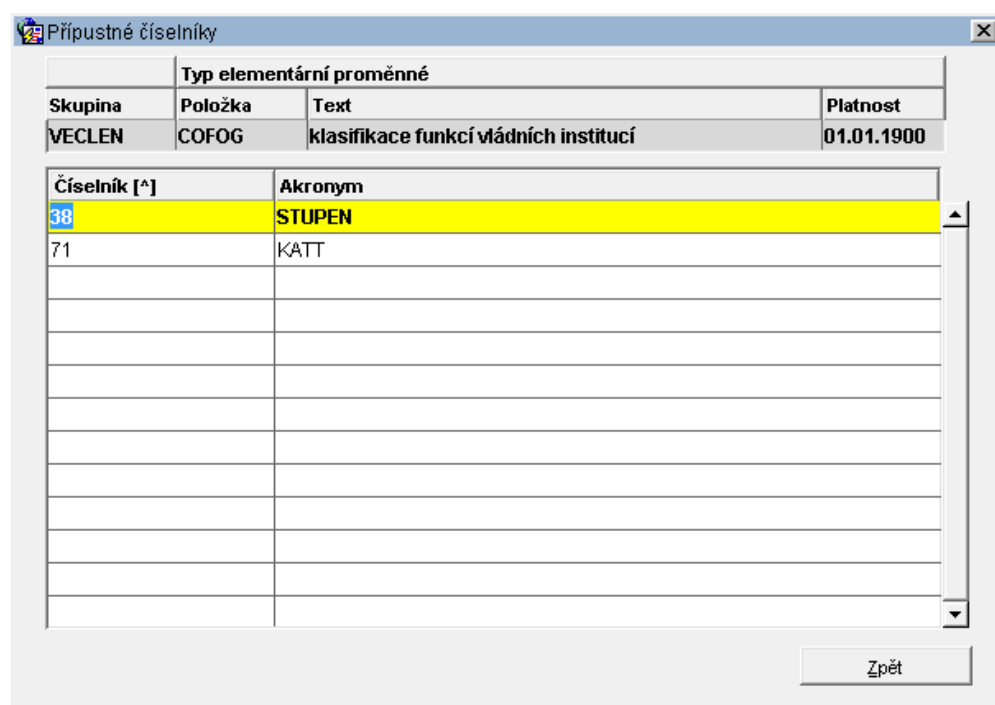 Přípustné číselníky
Typ elementární proměnné
Skupina Položka Text Platnost
VECLEN COFOG klasifikace funkcí vládních institucí 01.01.1900
Číselník [^] Akronym
38 STUPEN
71 KATT
Zpět